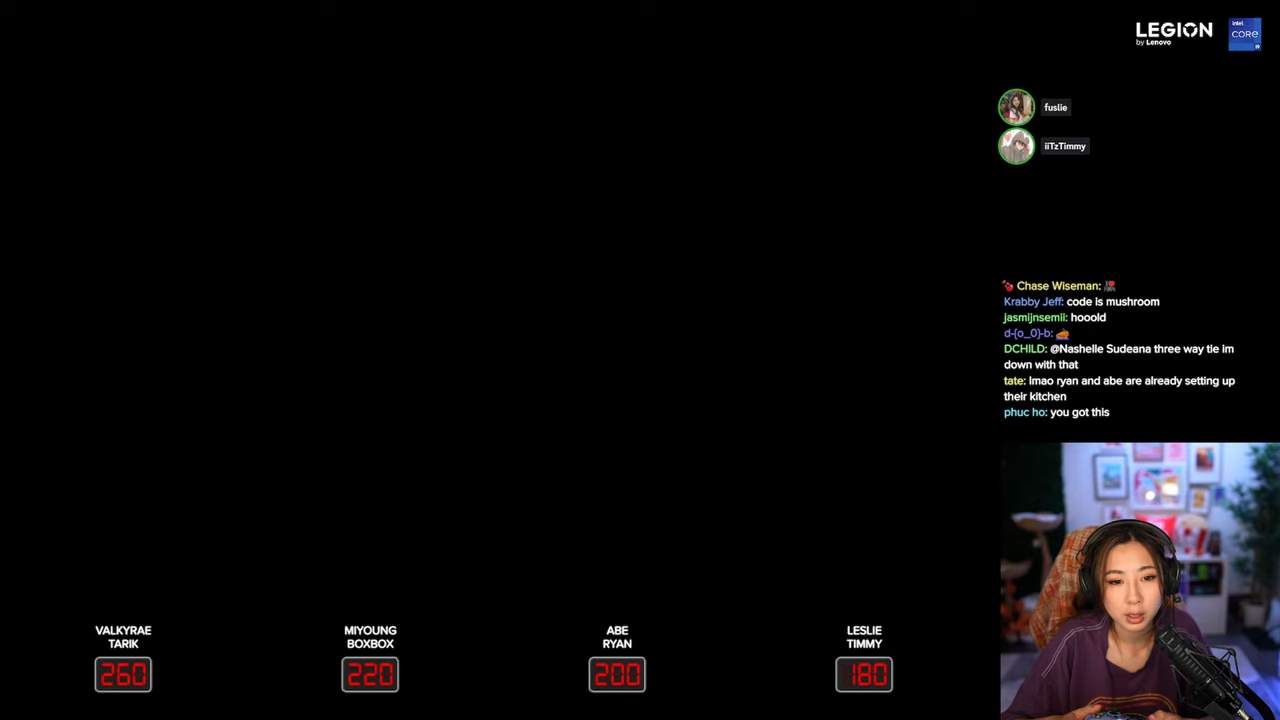 LEGION
by Lenovo
intel
CORE
i9
fuslie
iiTzTimmy
Chase Wiseman:
Krabby Jeff: code is mushroom
jasmijnsemii: hooold
d-{o_0}-b:
DCHILD: @Nashelle Sudeana three way tie im
down with that
tate: lmao ryan and abe are already setting up
their kitchen
phuc ho: you got this
VALKYRAE
TARIK
260
MIYOUNG
BOXBOX
220
ABE
RYAN
200
LESLIE
TIMMY
180